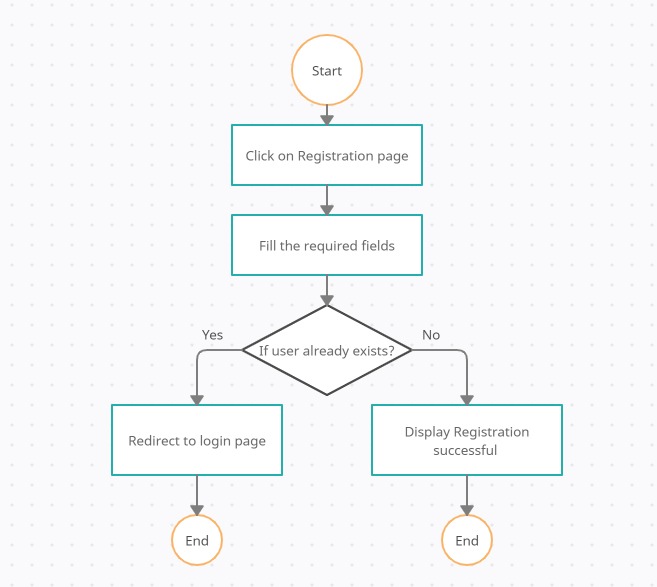 Start
Click on Registration page
Fill the required fields
Yes
No
If user already exists?
Redirect to login page
Display Registration
successful
End
End